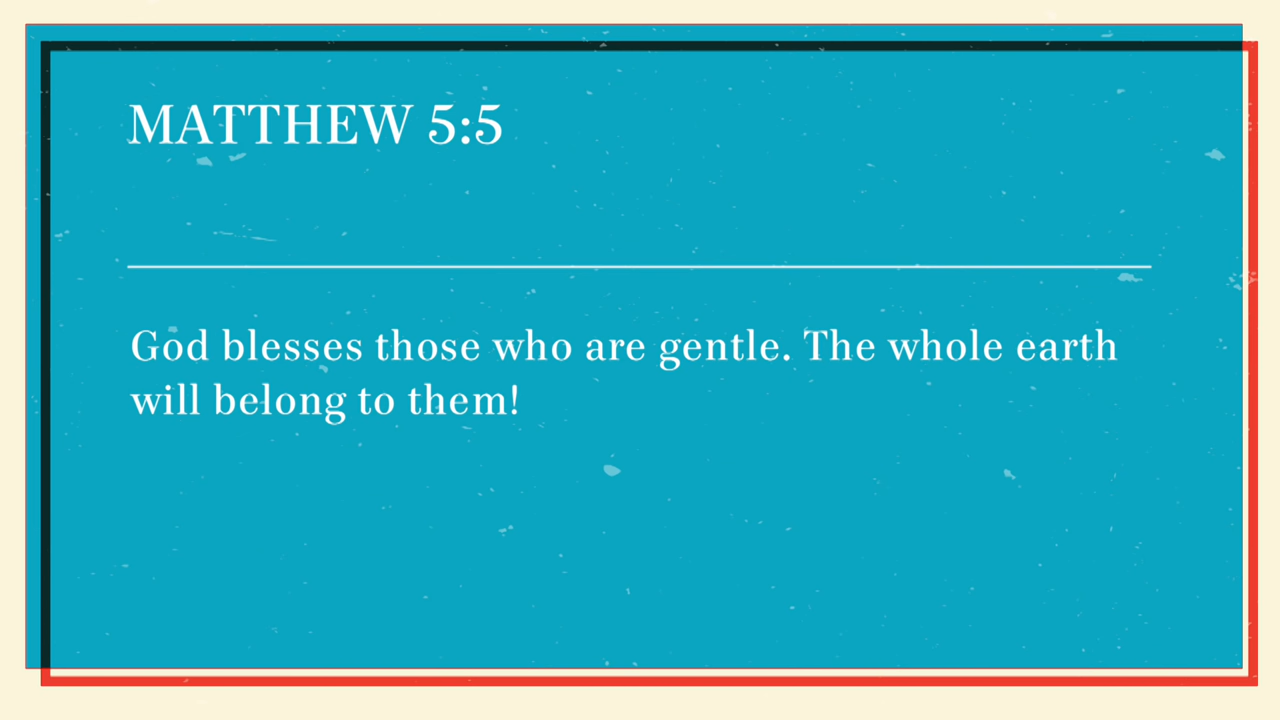 MATTHEW 5:5
God blesses those who are gentle. The whole earth
will belong to them!